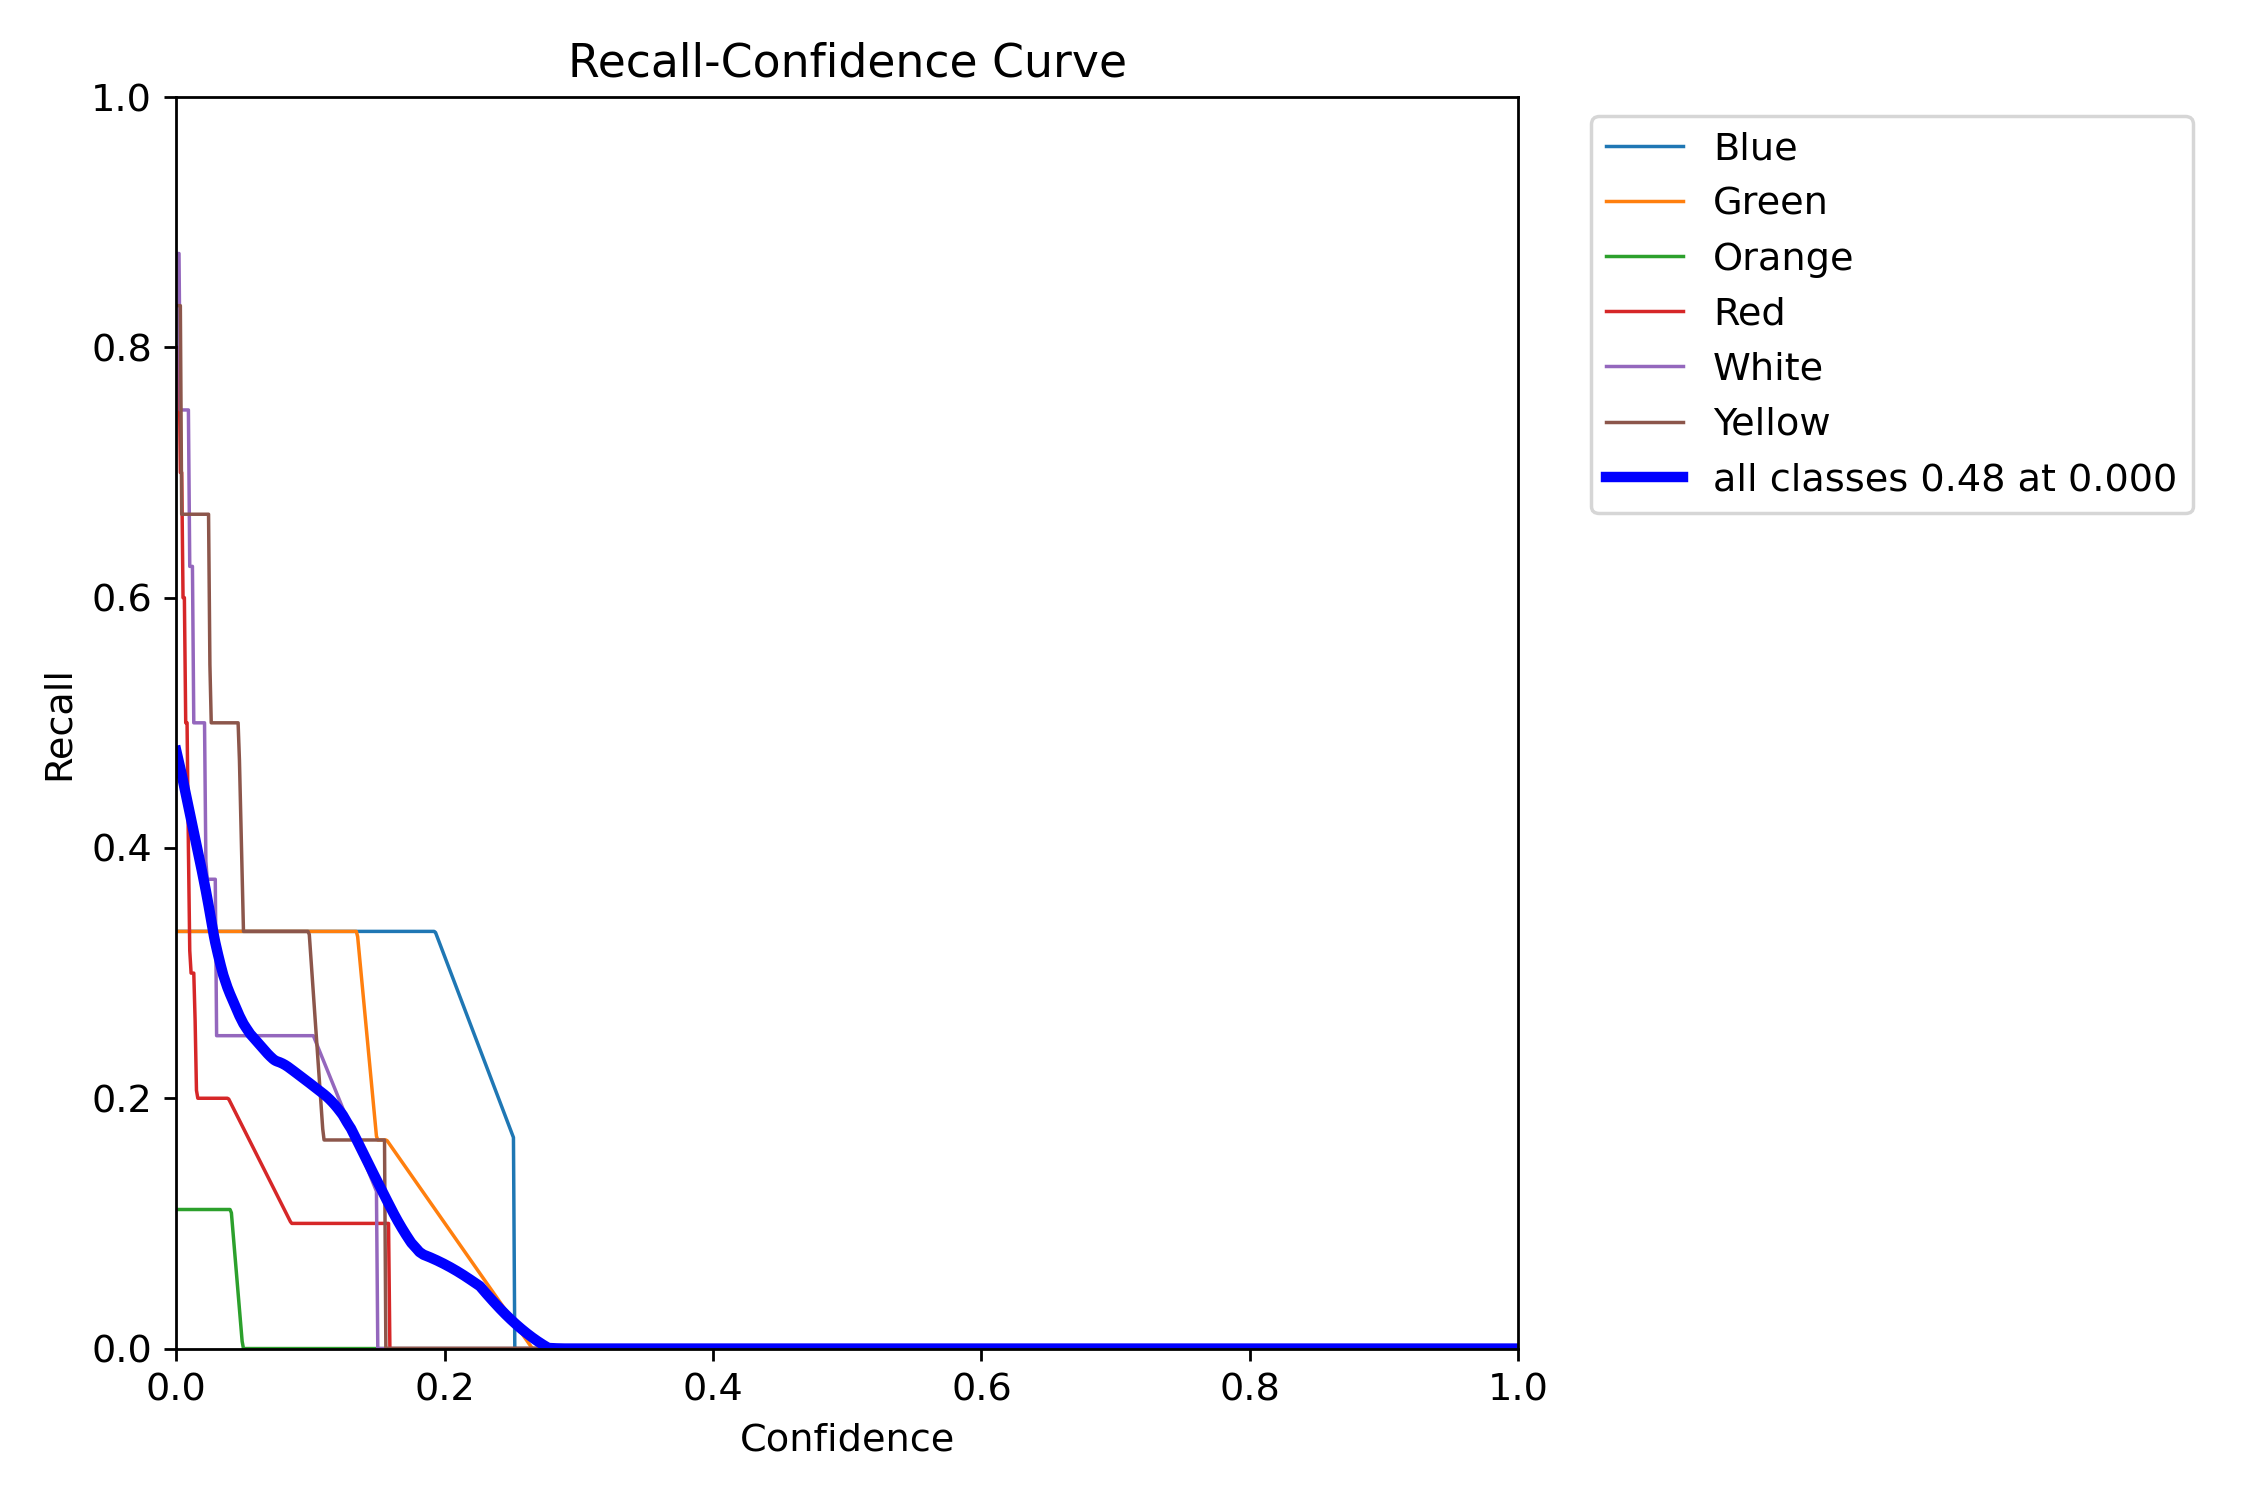 Recall-Confidence Curve
1.0
0.8
0.6
0.4
0.2
0.0
Recall
0.0 0.2 0.4 0.6 0.8 1.0
Confidence
Blue
Green
Orange
Red
White
Yellow
all classes 0.48 at 0.000